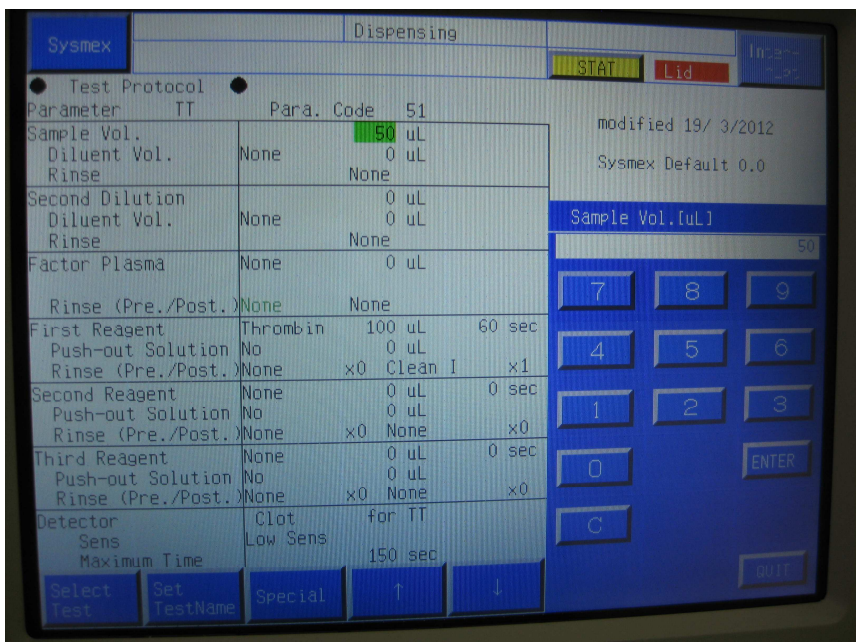 Sysmex
Dispensing
STAT
Lid
Test Protocol
Parameter TT Para. Code 51
Sample Vol. 50 uL
Diluent Vol. None 0 uL
Rinse None
Second Dilution 0 uL
Diluent Vol. None 0 uL
Rinse None
Factor Plasma None 0 uL
Rinse (Pre./Post.)None None
First Reagent Thrombin 100 uL 60 sec
Push-out Solution No 0 uL
Rinse (Pre./Post.)None x0 Clean I x1
Second Reagent None 0 uL 0 sec
Push-out Solution No 0 uL
Rinse (Pre./Post.)None x0 None x0
Third Reagent None 0 uL 0 sec
Push-out Solution No 0 uL
Rinse (Pre./Post.)None x0 None x0
Detector Clot for TT
Sens Low Sens
Maximum Time 150 sec
Select Test
Set TestName
Special
↑
↓
modified 19/ 3/2012
Sysmex Default 0.0
Sample Vol.[uL]
50
7 8 9
4 5 6
1 2 3
0 ENTER
C
QUIT